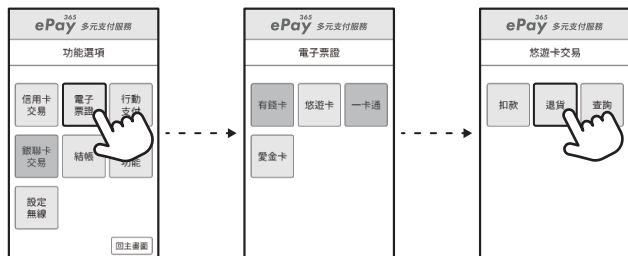 365
ePay 多元支付服務
功能選項
信用卡
交易
電子
票證
行動
支付
銀聯卡
交易
結帳
功能
設定
無線
回主畫面
365
ePay 多元支付服務
電子票證
有錢卡
悠遊卡
一卡通
愛金卡
365
ePay 多元支付服務
悠遊卡交易
扣款
退貨
查詢